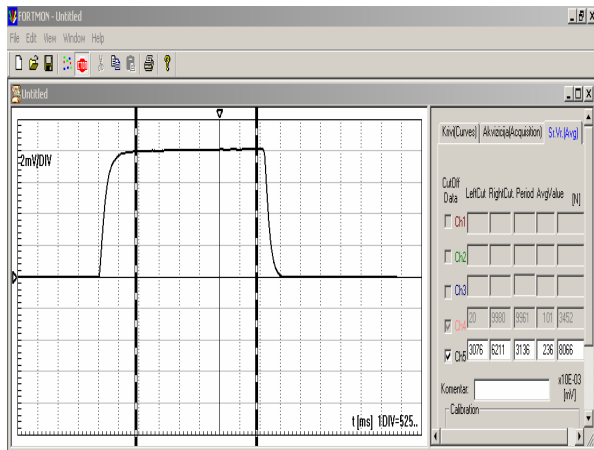 FORTMON - Untitled
File Edit View Window Help
Untitled
2mV/DIV
t [ms] 1DIV=525..
Krivi(Curves) Akvizicija(Acquisition) Sr.Vr.(Avg)
CutOff
Data LeftCut RightCut Period AvgValue [N]
Ch1
Ch2
Ch3
Ch4 20 9980 9961 101 3452
Ch5 3076 6211 3136 236 8066
Komentar: x10E-03
[mV]
Calibration